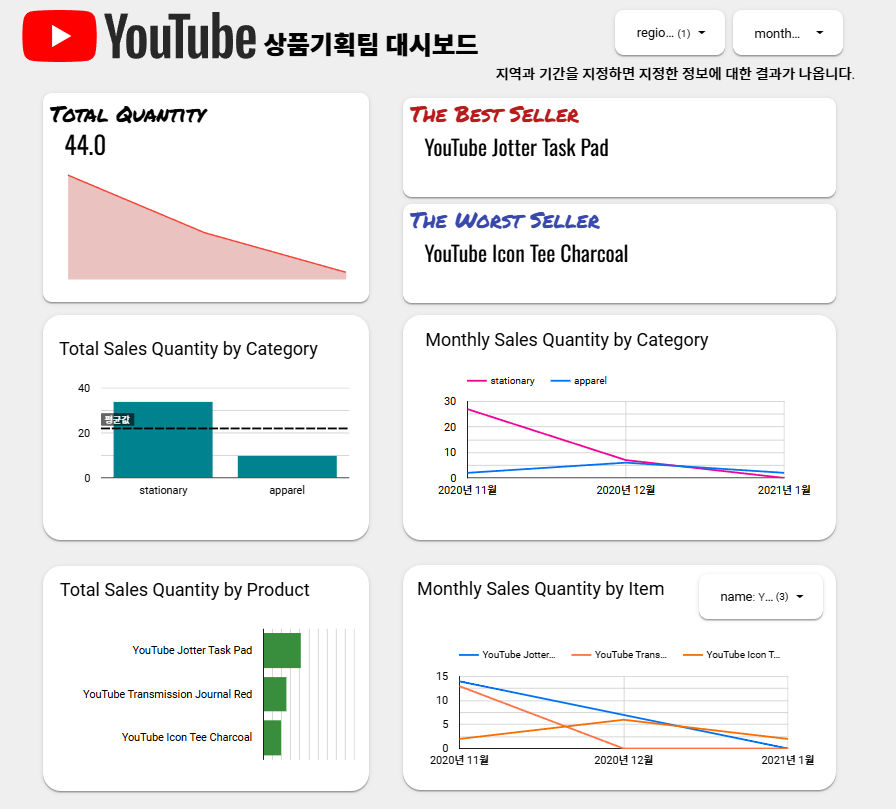 YouTube 상품기획팀 대시보드
regio... (1)
month...
지역과 기간을 지정하면 지정한 정보에 대한 결과가 나옵니다.
TOTAL QUANTITY
44.0
THE BEST SELLER
YouTube Jotter Task Pad
THE WORST SELLER
YouTube Icon Tee Charcoal
Total Sales Quantity by Category
40
평균값
20
0
stationary apparel
Monthly Sales Quantity by Category
stationary apparel
30
20
10
0
2020년 11월 2020년 12월 2021년 1월
Total Sales Quantity by Product
YouTube Jotter Task Pad
YouTube Transmission Journal Red
YouTube Icon Tee Charcoal
Monthly Sales Quantity by Item
name: Y... (3)
YouTube Jotter... YouTube Trans... YouTube Icon T...
15
10
5
0
2020년 11월 2020년 12월 2021년 1월